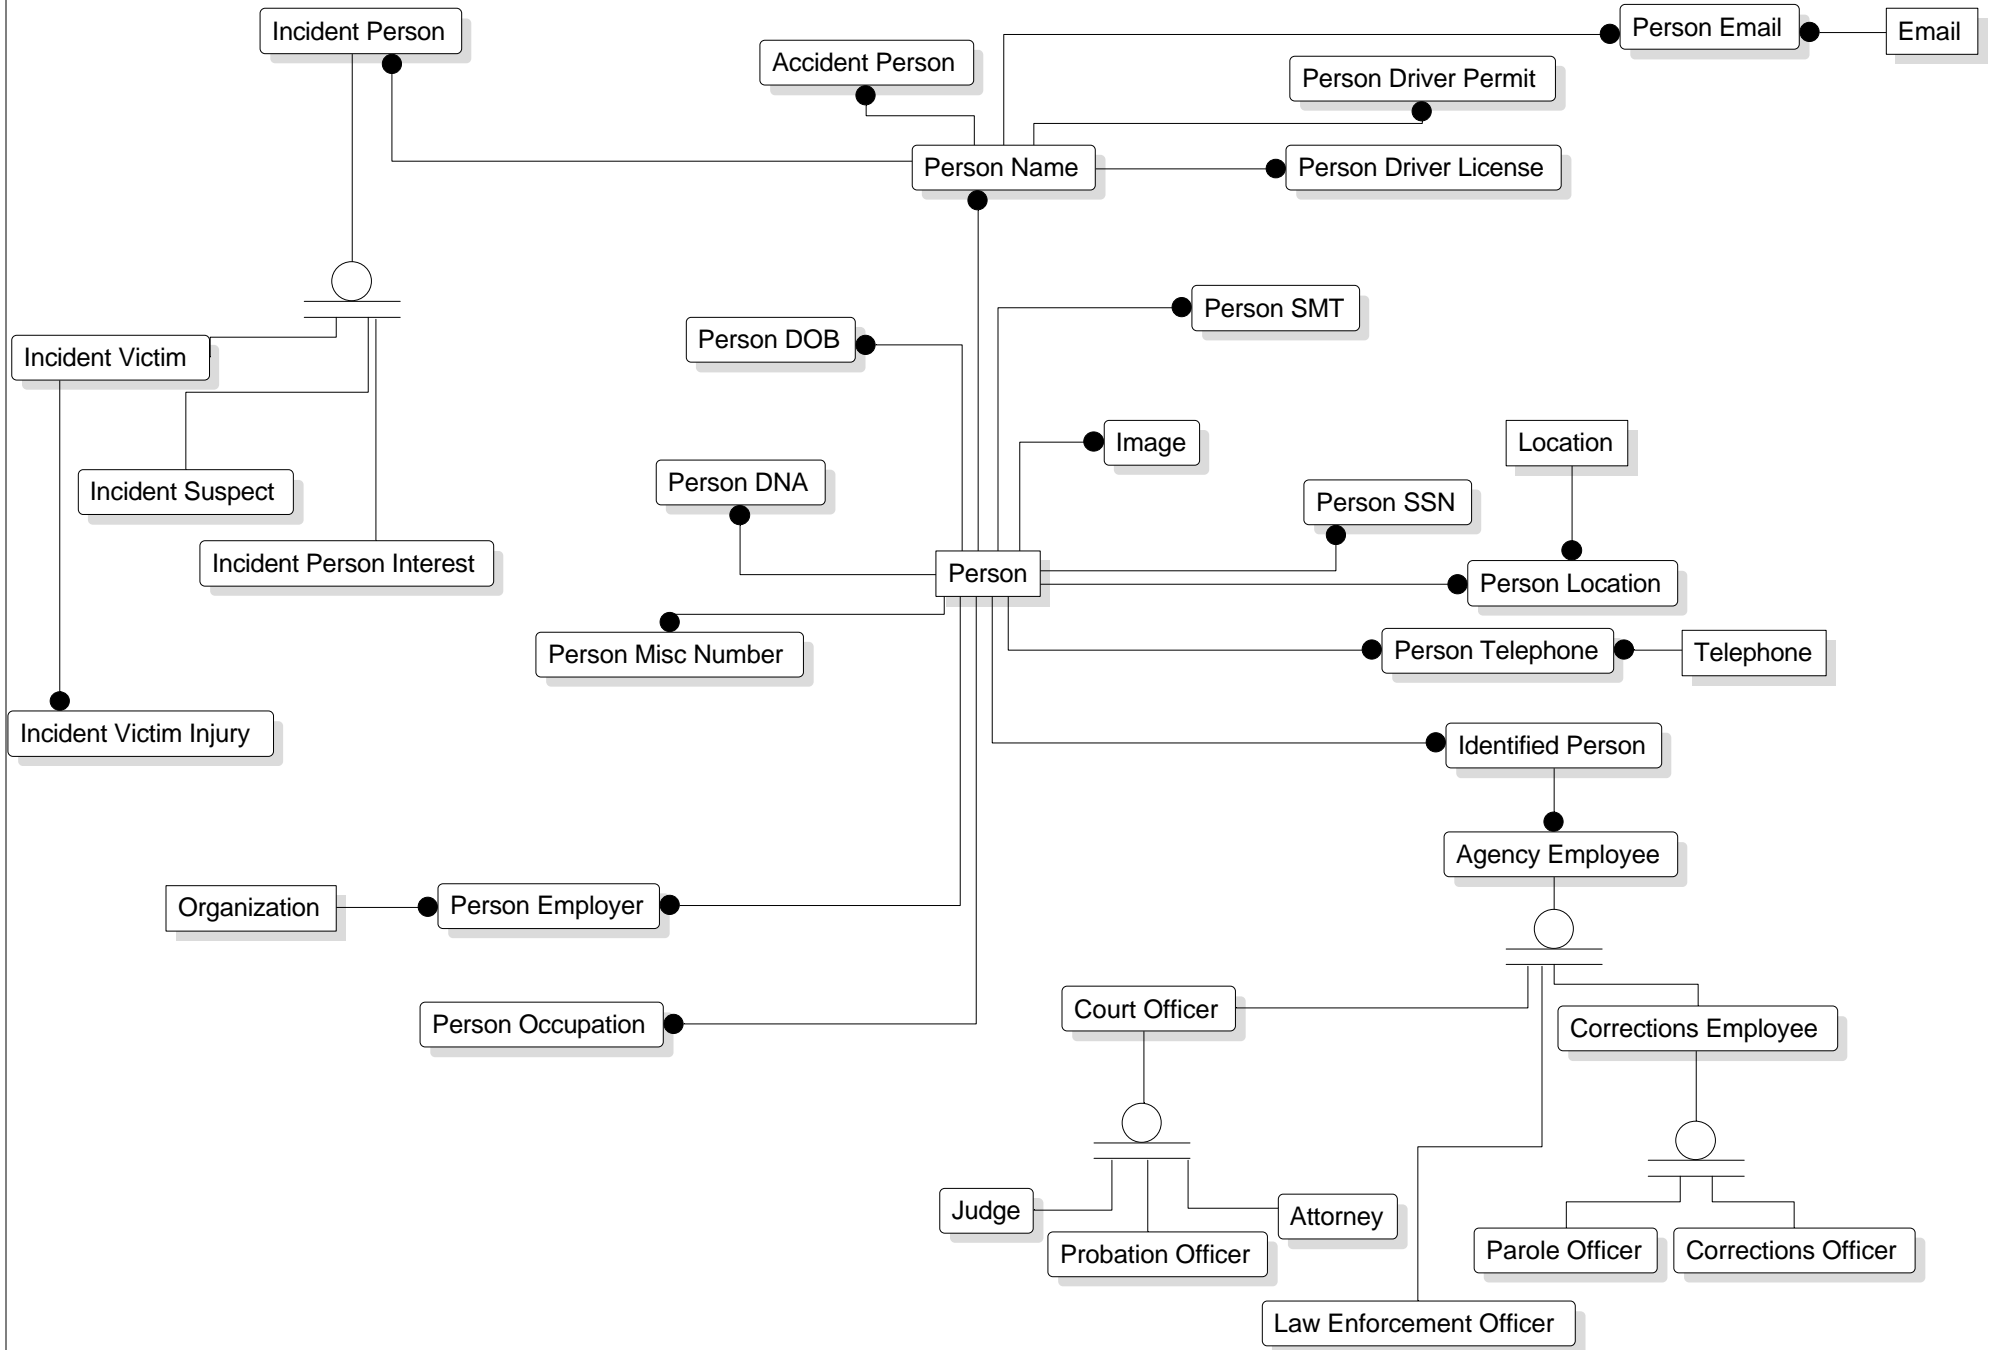 Incident Person
Person Email
Email
Accident Person
Person Driver Permit
Person Name
Person Driver License
Person SMT
Person DOB
Incident Victim
Image
Location
Person DNA
Incident Suspect
Person SSN
Incident Person Interest
Person
Person Location
Person Misc Number
Person Telephone
Telephone
Incident Victim Injury
Identified Person
Agency Employee
Organization
Person Employer
Court Officer
Person Occupation
Corrections Employee
Judge
Attorney
Probation Officer
Parole Officer
Corrections Officer
Law Enforcement Officer